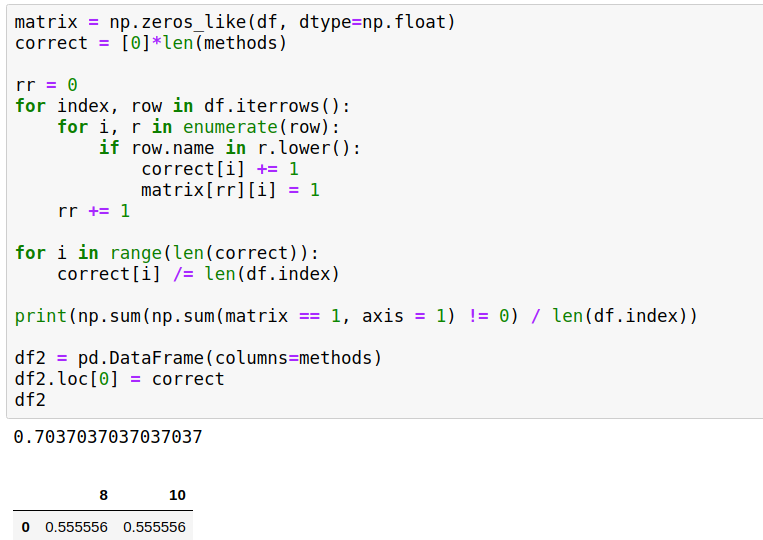 matrix = np.zeros_like(df, dtype=np.float)
correct = [0]*len(methods)

rr = 0
for index, row in df.iterrows():
    for i, r in enumerate(row):
        if row.name in r.lower():
            correct[i] += 1
            matrix[rr][i] = 1
    rr += 1

for i in range(len(correct)):
    correct[i] /= len(df.index)

print(np.sum(np.sum(matrix == 1, axis = 1) != 0) / len(df.index))

df2 = pd.DataFrame(columns=methods)
df2.loc[0] = correct
df2
0.7037037037037037
8 10
0 0.555556 0.555556